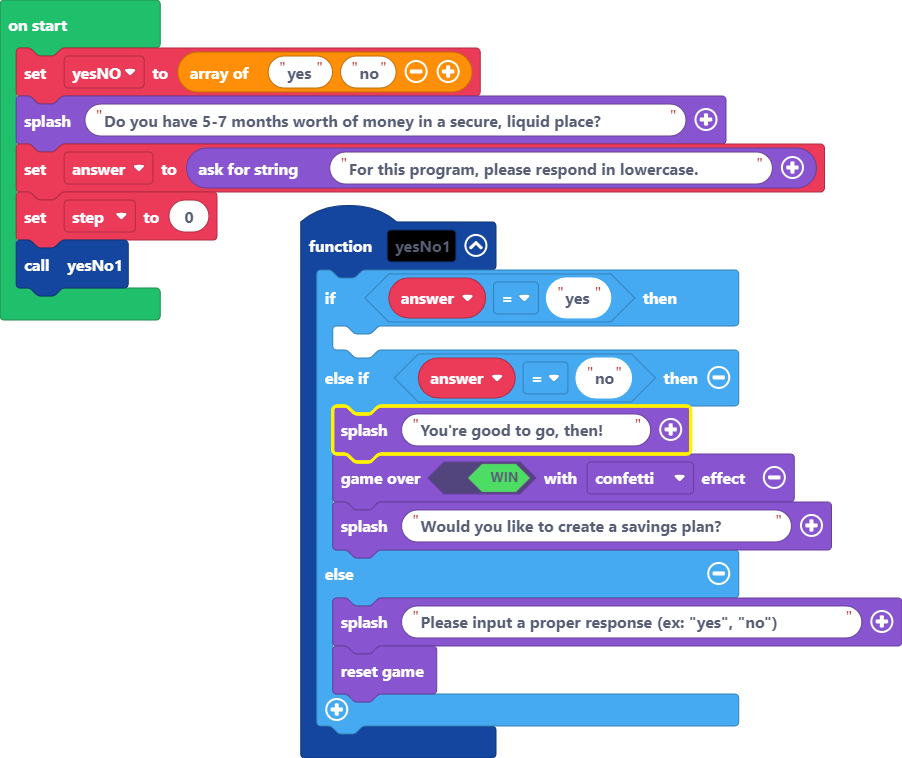 on start
set yesNO to array of "yes" "no"
splash "Do you have 5-7 months worth of money in a secure, liquid place?"
set answer to ask for string "For this program, please respond in lowercase."
set step to 0
call yesNo1
function yesNo1
if answer = "yes" then
else if answer = "no" then
splash "You're good to go, then!"
game over WIN with confetti effect
splash "Would you like to create a savings plan?"
else
splash "Please input a proper response (ex: "yes", "no")"
reset game